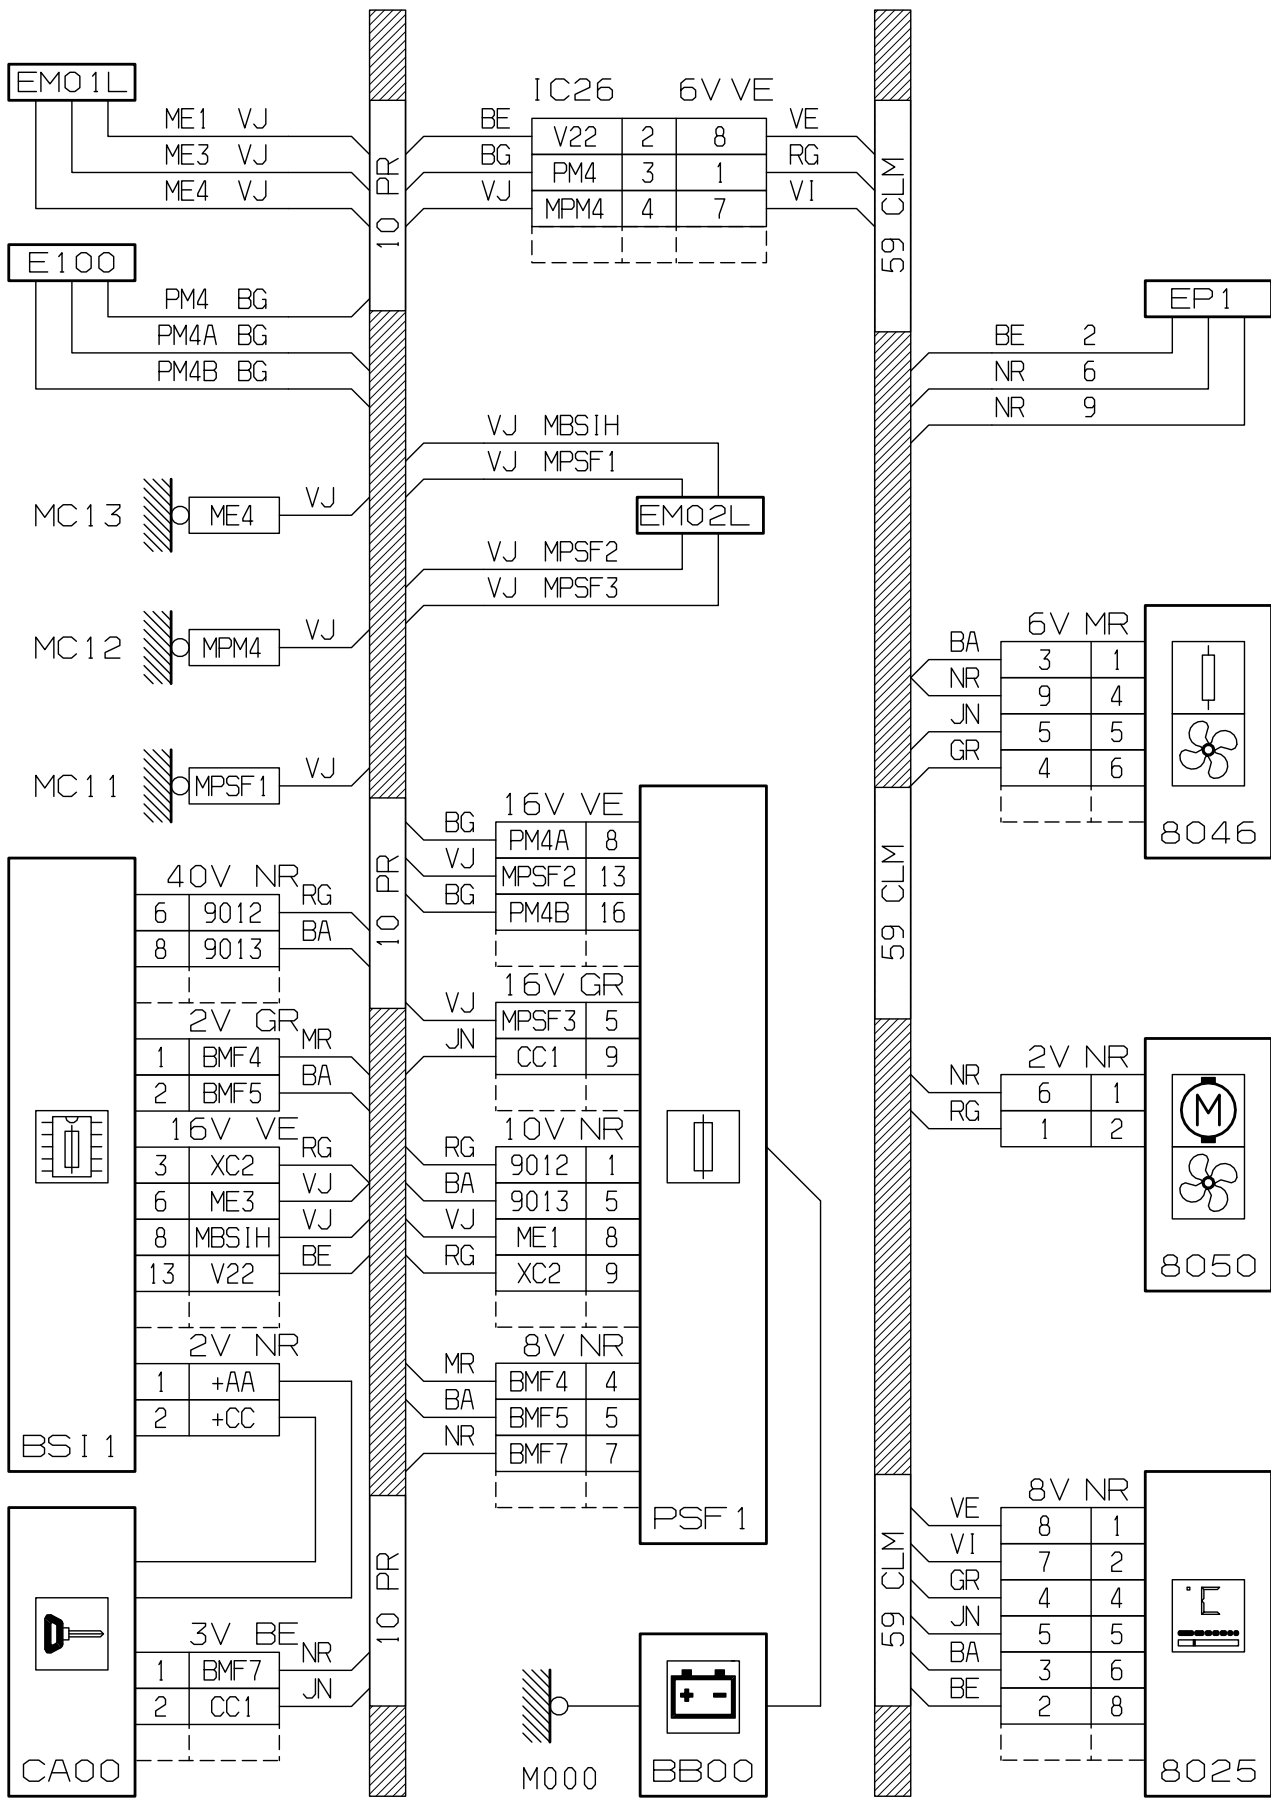 EM01L
ME1 VJ
ME3 VJ
ME4 VJ
10 PR
IC26 6V VE
BE V22 2 8 VE
BG PM4 3 1 RG
VJ MPM4 4 7 VI
59 CLM
E100
PM4 BG
PM4A BG
PM4B BG
EP1
BE 2
NR 6
NR 9
VJ MBSIH
VJ MPSF1
EM02L
VJ MPSF2
VJ MPSF3
MC13 ME4 VJ
MC12 MPM4 VJ
MC11 MPSF1 VJ
6V MR
BA 3 1
NR 9 4
JN 5 5
GR 4 6
8046
40V NR
6 9012 RG
8 9013 BA
2V GR
1 BMF4 MR
2 BMF5 BA
16V VE
3 XC2 RG
6 ME3 VJ
8 MBSIH VJ
13 V22 BE
2V NR
1 +AA
2 +CC
BSI1
10 PR
16V VE
BG PM4A 8
VJ MPSF2 13
BG PM4B 16
16V GR
VJ MPSF3 5
JN CC1 9
10V NR
RG 9012 1
BA 9013 5
VJ ME1 8
RG XC2 9
8V NR
MR BMF4 4
BA BMF5 5
NR BMF7 7
PSF1
59 CLM
2V NR
NR 6 1
RG 1 2
M
8050
3V BE
1 BMF7 NR
2 CC1 JN
CA00
10 PR
M000
+ -
BB00
59 CLM
8V NR
VE 8 1
VI 7 2
GR 4 4
JN 5 5
BA 3 6
BE 2 8
°C
8025